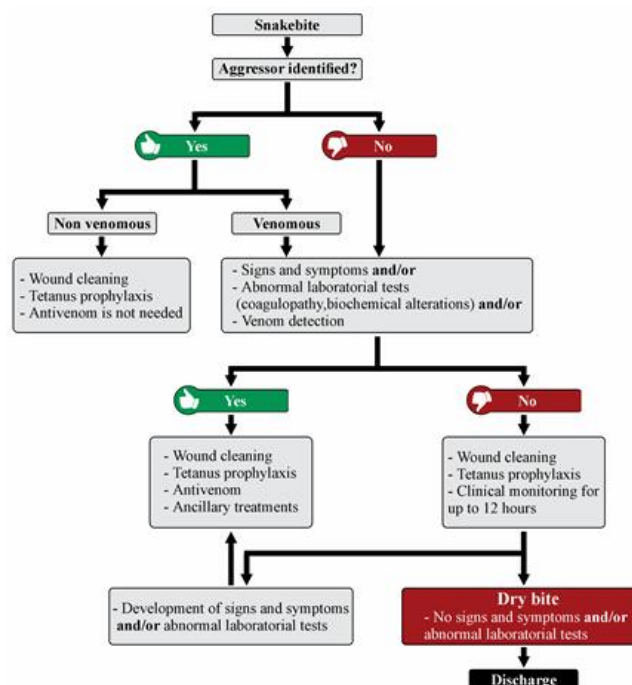 Snakebite
Aggressor identified?
Yes
No
Non venomous
Venomous
- Wound cleaning
- Tetanus prophylaxis
- Antivenom is not needed
- Signs and symptoms and/or
- Abnormal laboratorial tests
(coagulopathy,biochemical alterations) and/or
- Venom detection
Yes
No
- Wound cleaning
- Tetanus prophylaxis
- Antivenom
- Ancillary treatments
- Wound cleaning
- Tetanus prophylaxis
- Clinical monitoring for
up to 12 hours
- Development of signs and symptoms
and/or abnormal laboratorial tests
Dry bite
- No signs and symptoms and/or
abnormal laboratorial tests
Discharge